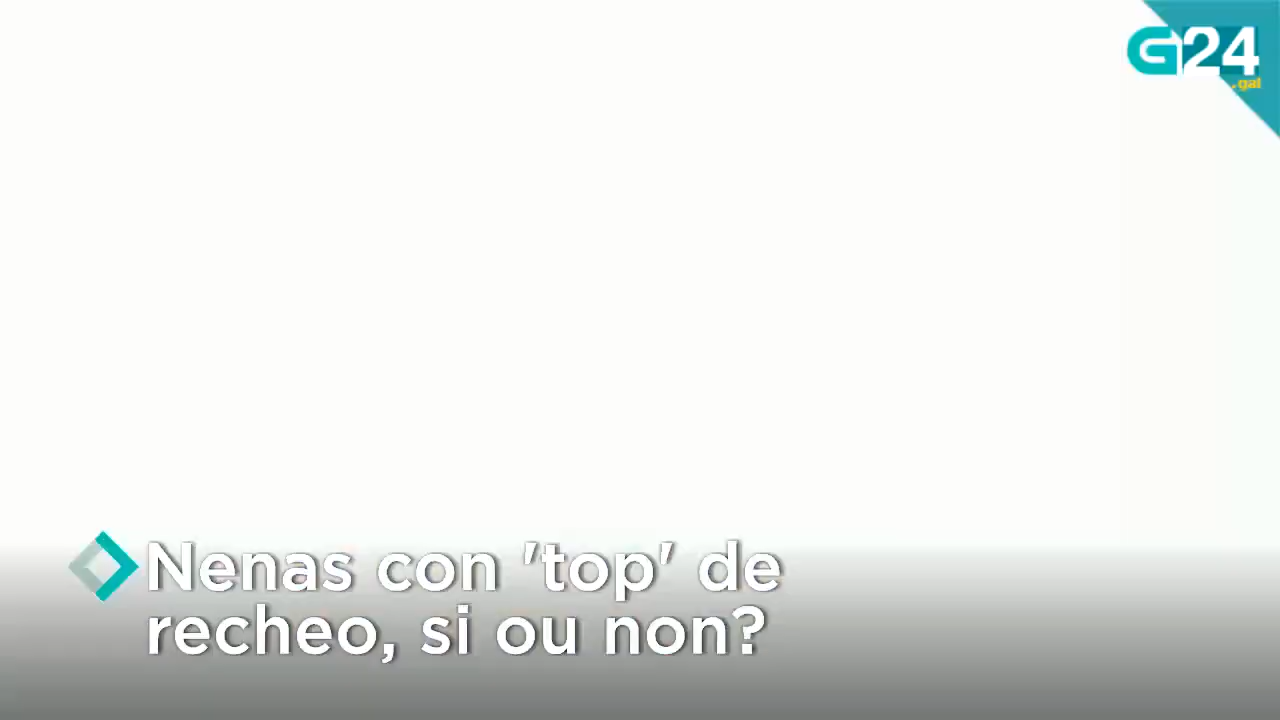 G24
.gal
Nenas con 'top' de
recheo, si ou non?